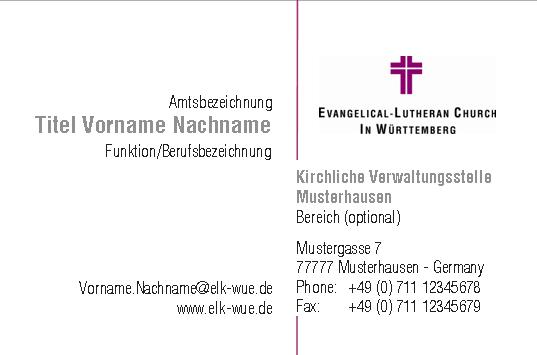 Amtsbezeichnung
Titel Vorname Nachname
Funktion/Berufsbezeichnung
Vorname.Nachname@elk-wue.de
www.elk-wue.de
EVANGELICAL-LUTHERAN CHURCH
IN WÜRTTEMBERG
Kirchliche Verwaltungsstelle
Musterhausen
Bereich (optional)
Mustergasse 7
77777 Musterhausen - Germany
Phone: +49 (0) 711 12345678
Fax: +49 (0) 711 12345679